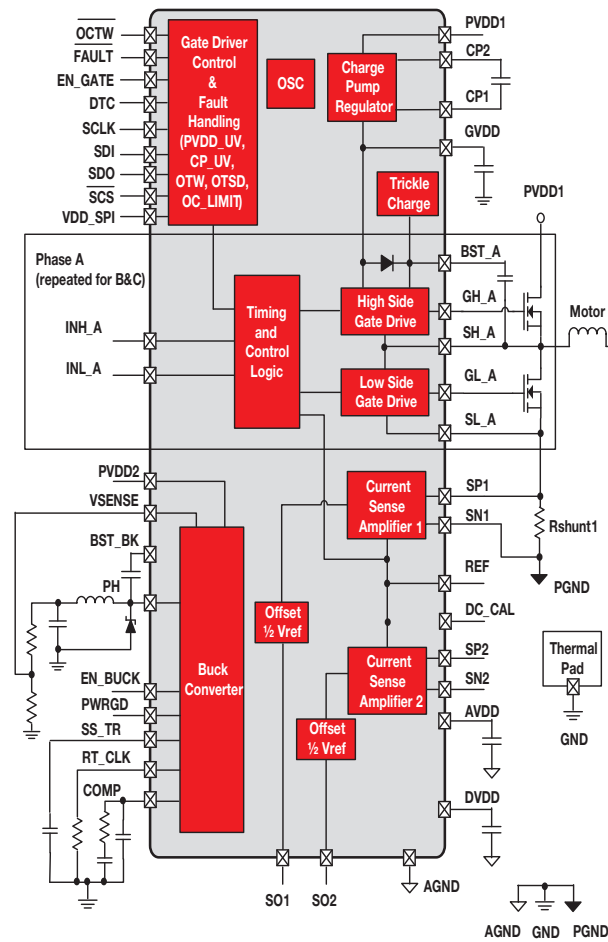 OCTW
FAULT
EN_GATE
DTC
SCLK
SDI
SDO
SCS
VDD_SPI
Gate Driver
Control
&
Fault
Handling
(PVDD_UV,
CP_UV,
OTW, OTSD,
OC_LIMIT)
OSC
Charge
Pump
Regulator
PVDD1
CP2
CP1
GVDD
Trickle
Charge
PVDD1
Phase A
(repeated for B&C)
INH_A
INL_A
Timing
and
Control
Logic
High Side
Gate Drive
Low Side
Gate Drive
BST_A
GH_A
SH_A
GL_A
SL_A
Motor
PVDD2
VSENSE
BST_BK
PH
EN_BUCK
PWRGD
SS_TR
RT_CLK
COMP
Buck
Converter
Current
Sense
Amplifier 1
Offset
½ Vref
Current
Sense
Amplifier 2
Offset
½ Vref
SP1
SN1
Rshunt1
PGND
REF
DC_CAL
SP2
SN2
AVDD
DVDD
Thermal
Pad
GND
SO1
SO2
AGND
AGND
GND
PGND